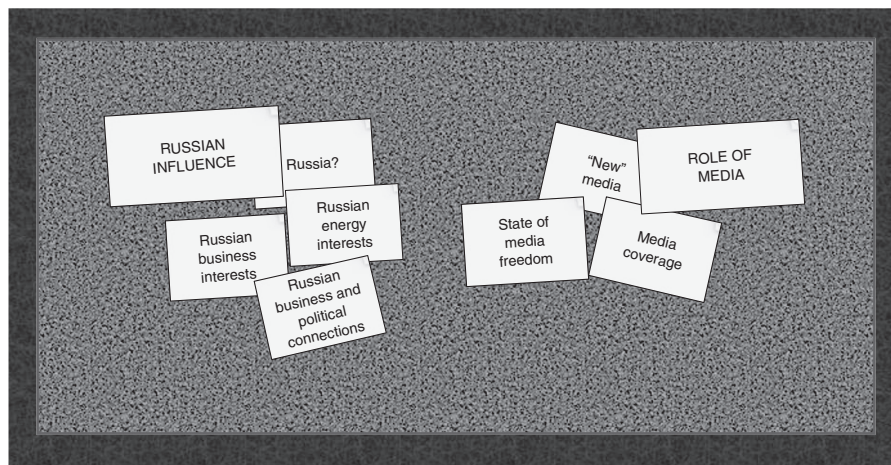 RUSSIAN
INFLUENCE
Russia?
Russian
energy
interests
Russian
business
interests
Russian
business and
political
connections
"New"
media
ROLE OF
MEDIA
State of
media
freedom
Media
coverage